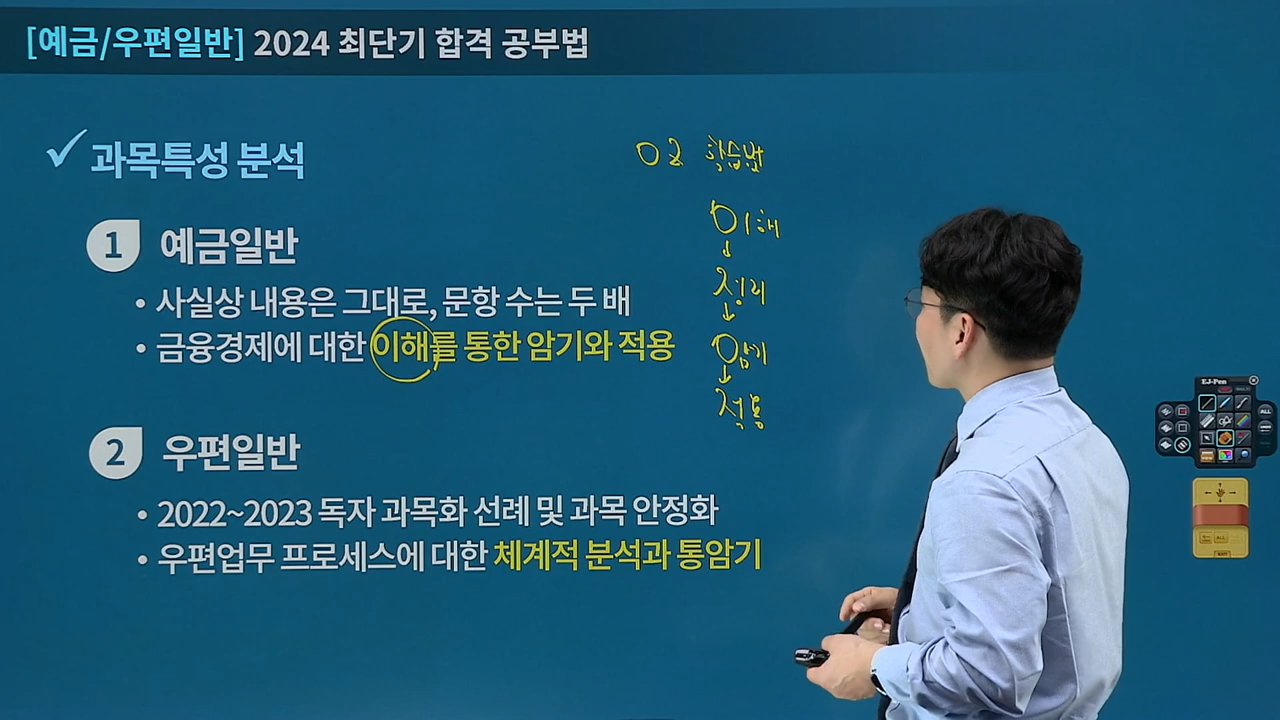 [예금/우편일반] 2024 최단기 합격 공부법
과목특성 분석
1 예금일반
• 사실상 내용은 그대로, 문항 수는 두 배
• 금융경제에 대한 이해를 통한 암기와 적용
2 우편일반
• 2022~2023 독자 과목화 선례 및 과목 안정화
• 우편업무 프로세스에 대한 체계적 분석과 통암기
학습법
이해
↓
정리
↓
암기
↓
적용
EJ-Pen
ALL
ALL